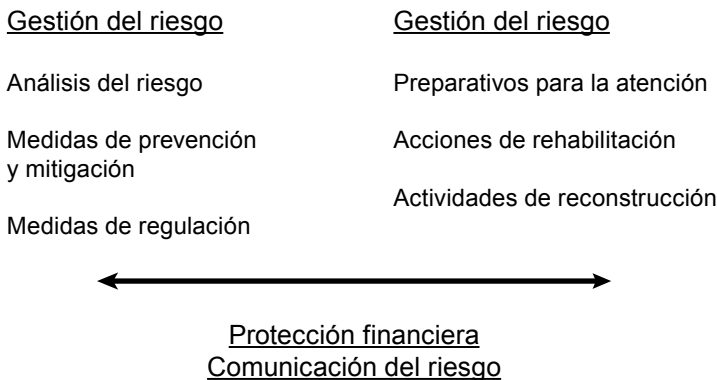 Gestión del riesgo
Análisis del riesgo
Medidas de prevención
y mitigación
Medidas de regulación
Gestión del riesgo
Preparativos para la atención
Acciones de rehabilitación
Actividades de reconstrucción
Protección financiera
Comunicación del riesgo